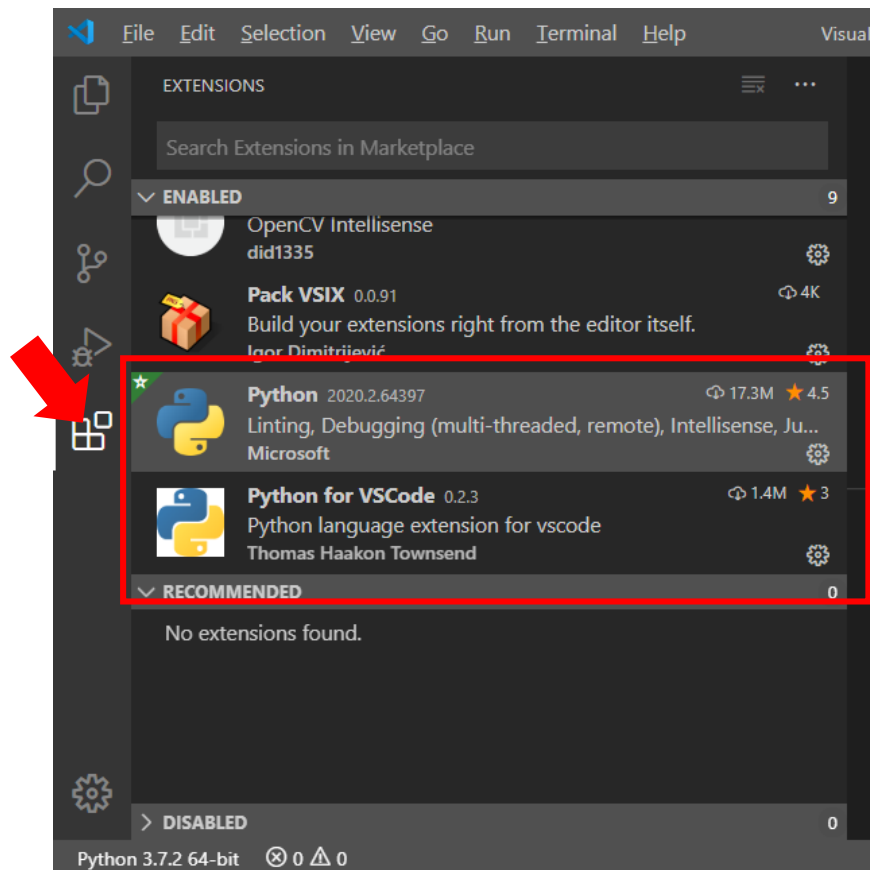 File Edit Selection View Go Run Terminal Help Visual
EXTENSIONS
Search Extensions in Marketplace
ENABLED 9
OpenCV Intellisense
did1335
Pack VSIX 0.0.91 4K
Build your extensions right from the editor itself.
Igor Dimitrijević
Python 2020.2.64397 17.3M 4.5
Linting, Debugging (multi-threaded, remote), Intellisense, Ju...
Microsoft
Python for VSCode 0.2.3 1.4M 3
Python language extension for vscode
Thomas Haakon Townsend
RECOMMENDED 0
No extensions found.
DISABLED 0
Python 3.7.2 64-bit 0 0